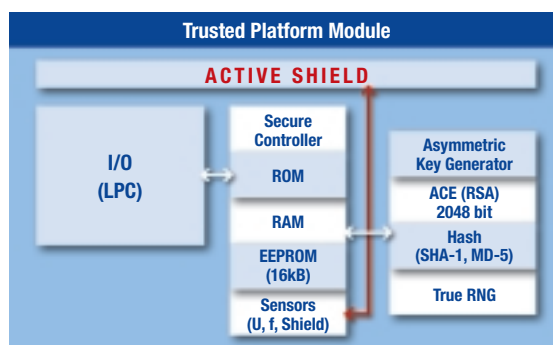 Trusted Platform Module
ACTIVE SHIELD
I/O
(LPC)
Secure
Controller
ROM
RAM
EEPROM
(16kB)
Sensors
(U, f, Shield)
Asymmetric
Key Generator
ACE (RSA)
2048 bit
Hash
(SHA-1, MD-5)
True RNG